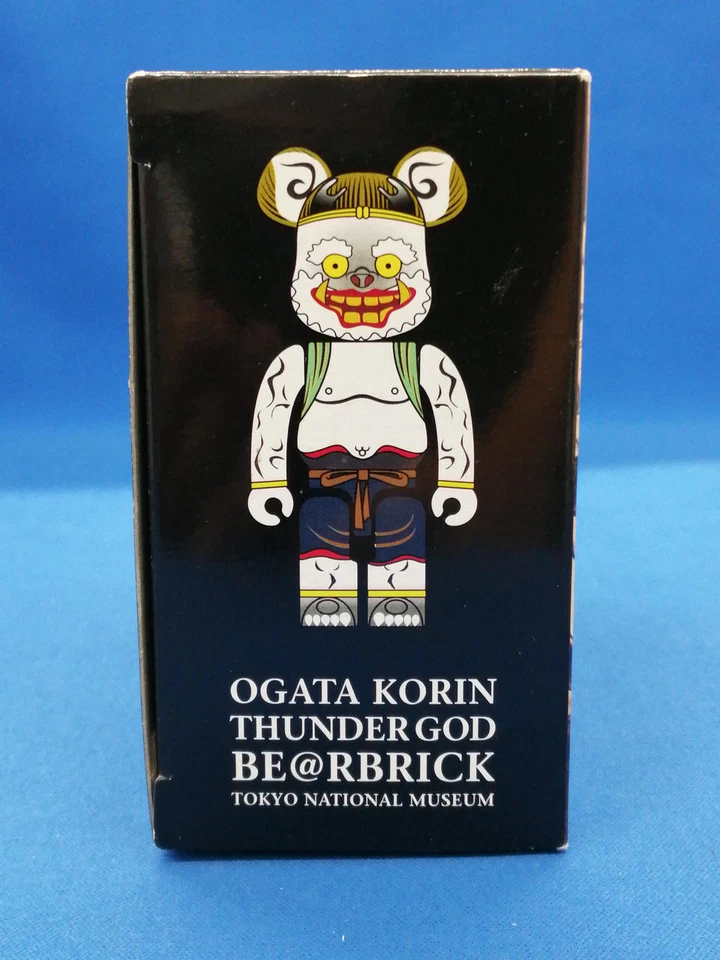 OGATA KORIN
THUNDER GOD
BE@RBRICK
TOKYO NATIONAL MUSEUM